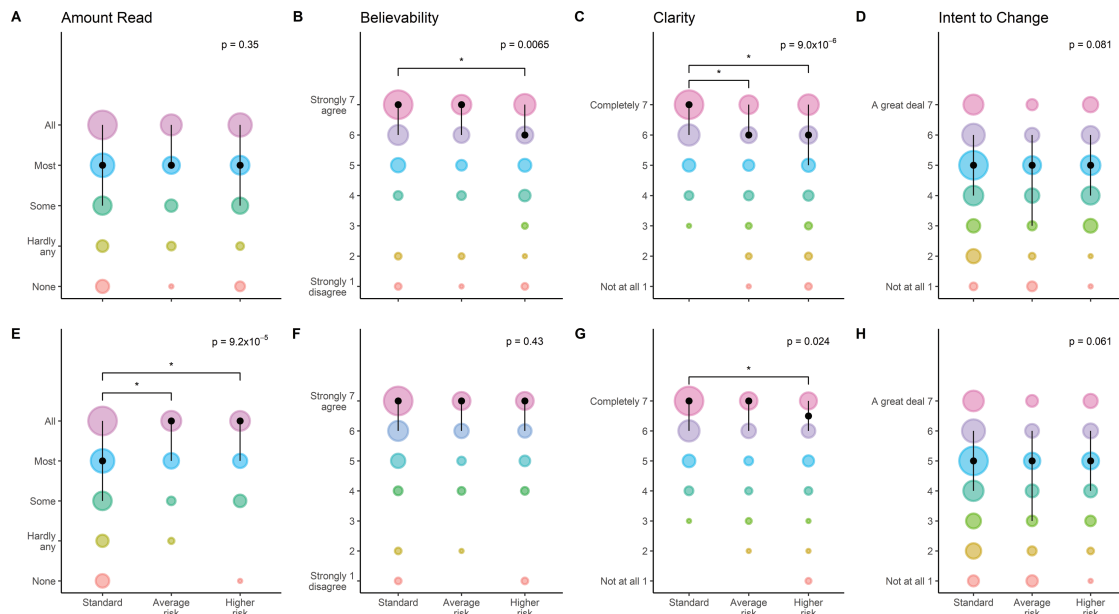 A Amount Read
p = 0.35
All
Most
Some
Hardly
any
None
B Believability
p = 0.0065
*
Strongly 7
agree
6
5
4
3
2
Strongly 1
disagree
C Clarity
p = 9.0x10⁻⁶
*
*
Completely 7
6
5
4
3
2
Not at all 1
D Intent to Change
p = 0.081
A great deal 7
6
5
4
3
2
Not at all 1
E
p = 9.2x10⁻⁵
*
*
All
Most
Some
Hardly
any
None
Standard Average Higher
risk risk
F
p = 0.43
Strongly 7
agree
6
5
4
3
2
Strongly 1
disagree
Standard Average Higher
risk risk
G
p = 0.024
*
Completely 7
6
5
4
3
2
Not at all 1
Standard Average Higher
risk risk
H
p = 0.061
A great deal 7
6
5
4
3
2
Not at all 1
Standard Average Higher
risk risk